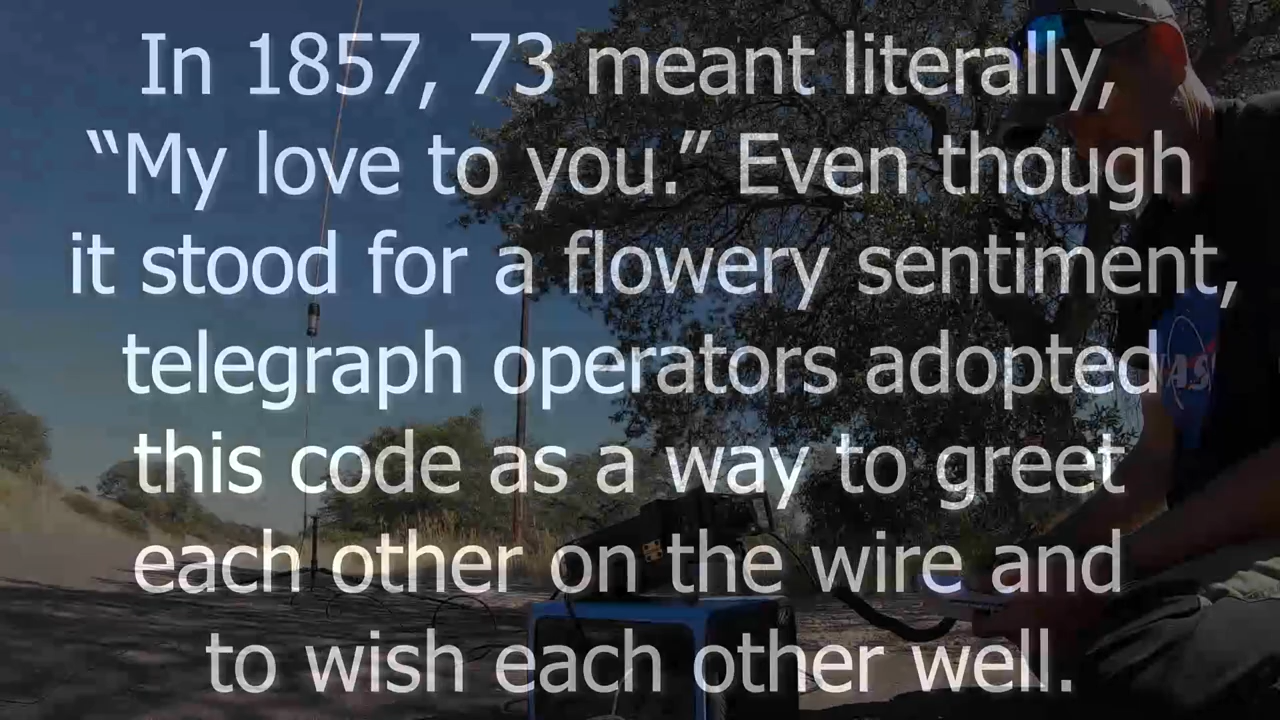 In 1857, 73 meant literally,
“My love to you.” Even though
it stood for a flowery sentiment,
telegraph operators adopted
this code as a way to greet
each other on the wire and
to wish each other well.
NASA